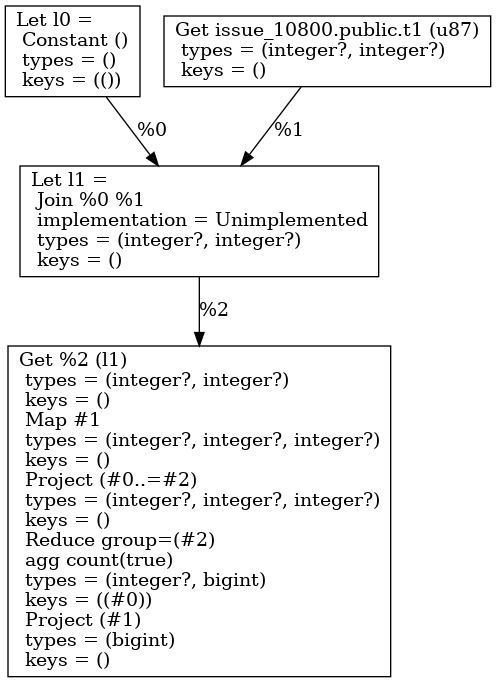 Let l0 =
Constant ()
types = ()
keys = (())
Get issue_10800.public.t1 (u87)
types = (integer?, integer?)
keys = ()
%0
%1
Let l1 =
Join %0 %1
implementation = Unimplemented
types = (integer?, integer?)
keys = ()
%2
Get %2 (l1)
types = (integer?, integer?)
keys = ()
Map #1
types = (integer?, integer?, integer?)
keys = ()
Project (#0..=#2)
types = (integer?, integer?, integer?)
keys = ()
Reduce group=(#2)
agg count(true)
types = (integer?, bigint)
keys = ((#0))
Project (#1)
types = (bigint)
keys = ()